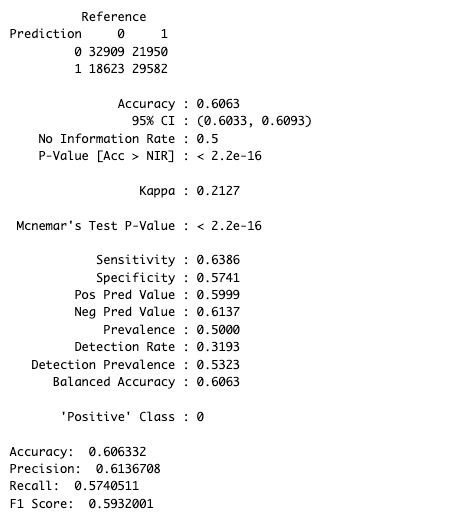 Reference
Prediction 0 1
0 32909 21950
1 18623 29582
Accuracy : 0.6063
95% CI : (0.6033, 0.6093)
No Information Rate : 0.5
P-Value [Acc > NIR] : < 2.2e-16
Kappa : 0.2127
Mcnemar's Test P-Value : < 2.2e-16
Sensitivity : 0.6386
Specificity : 0.5741
Pos Pred Value : 0.5999
Neg Pred Value : 0.6137
Prevalence : 0.5000
Detection Rate : 0.3193
Detection Prevalence : 0.5323
Balanced Accuracy : 0.6063
'Positive' Class : 0
Accuracy: 0.606332
Precision: 0.6136708
Recall: 0.5740511
F1 Score: 0.5932001